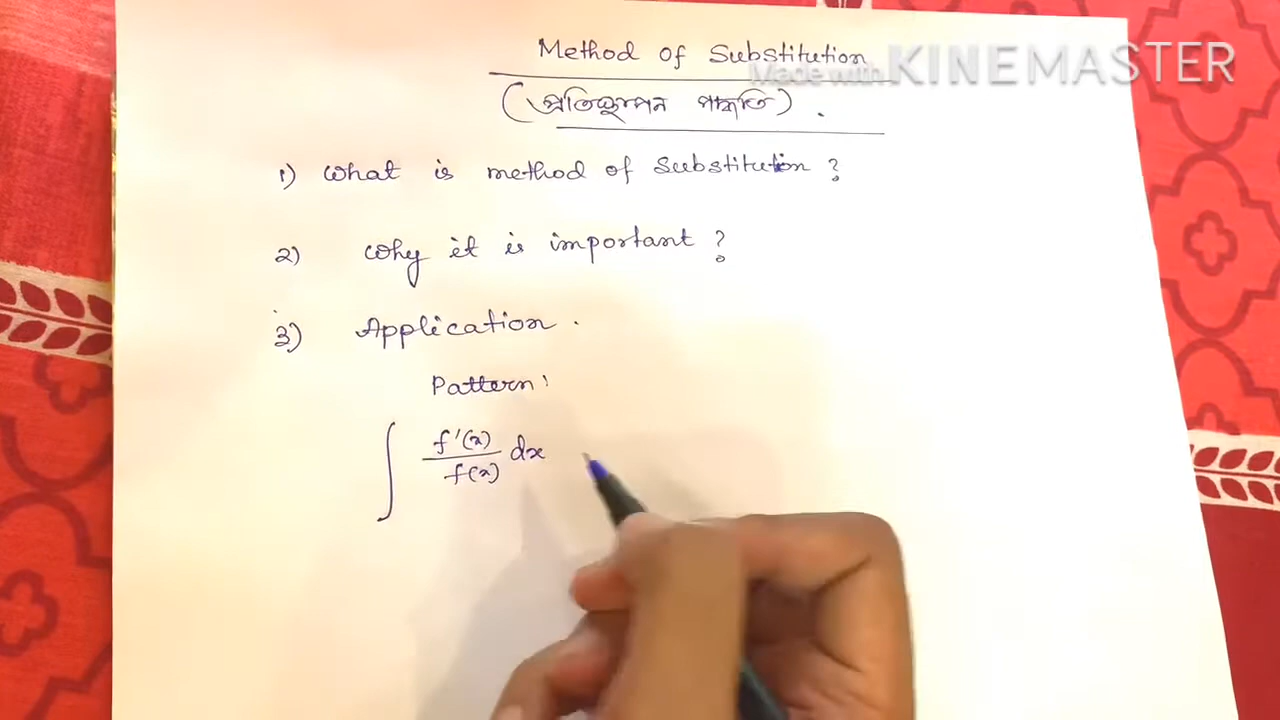 Method of Substitution
Made with KINEMASTER
(প্রতিস্থাপন পদ্ধতি).
1) What is method of Substitution ?
2) Why it is important ?
3) Application.
Pattern:
∫ f'(x)/f(x) dx